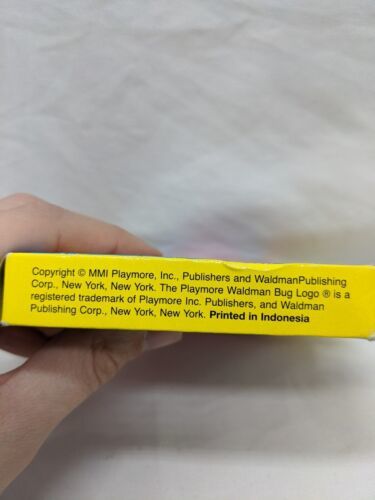 Copyright © MMI Playmore, Inc., Publishers and WaldmanPublishing
Corp., New York, New York. The Playmore Waldman Bug Logo ® is a
registered trademark of Playmore Inc. Publishers, and Waldman
Publishing Corp., New York, New York. Printed in Indonesia